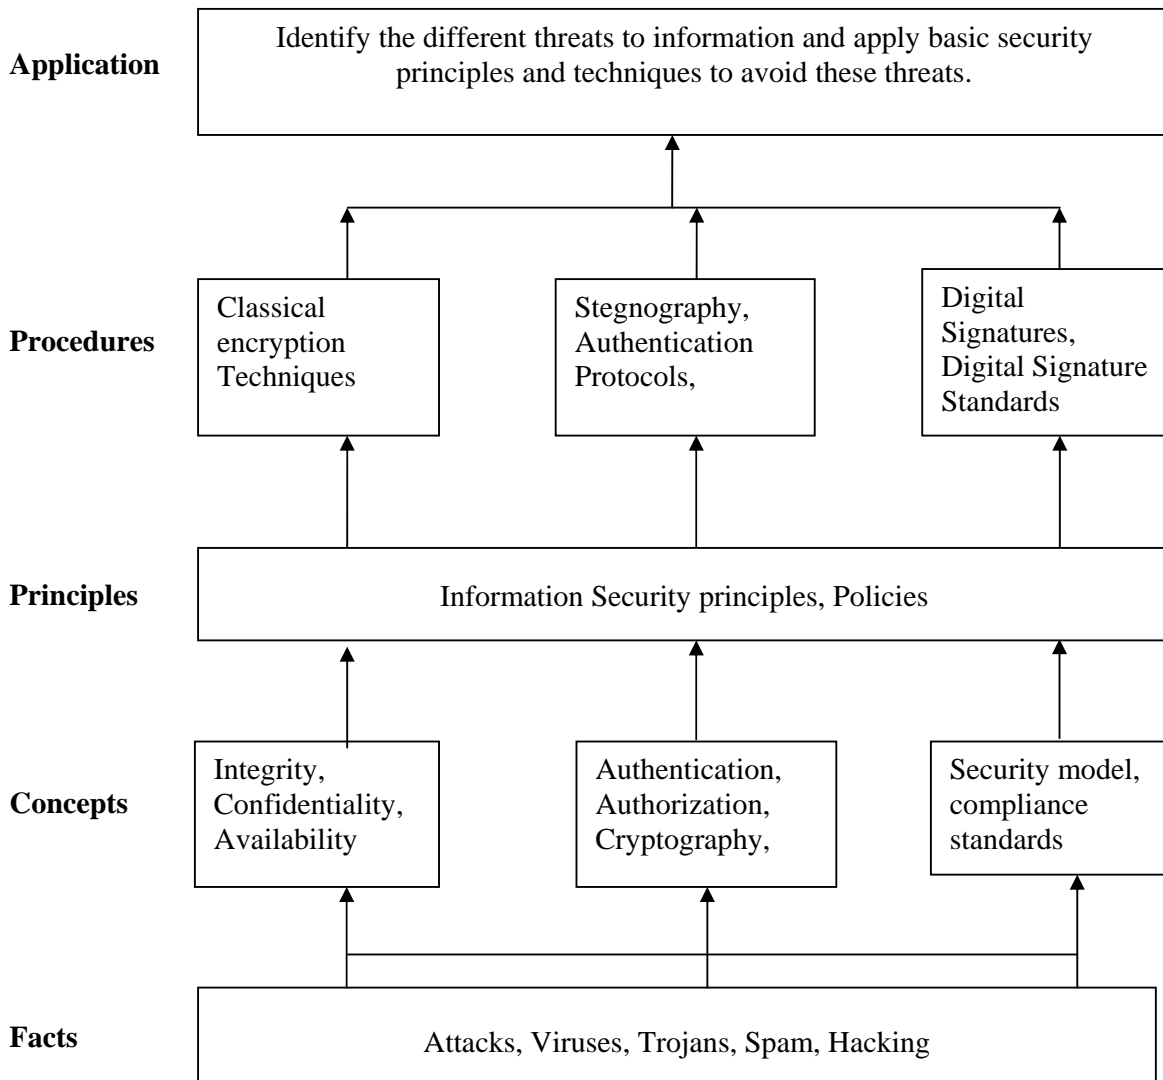 Application
Identify the different threats to information and apply basic security
principles and techniques to avoid these threats.
Procedures
Classical
encryption
Techniques
Stegnography,
Authentication
Protocols,
Digital
Signatures,
Digital Signature
Standards
Principles
Information Security principles, Policies
Concepts
Integrity,
Confidentiality,
Availability
Authentication,
Authorization,
Cryptography,
Security model,
compliance
standards
Facts
Attacks, Viruses, Trojans, Spam, Hacking